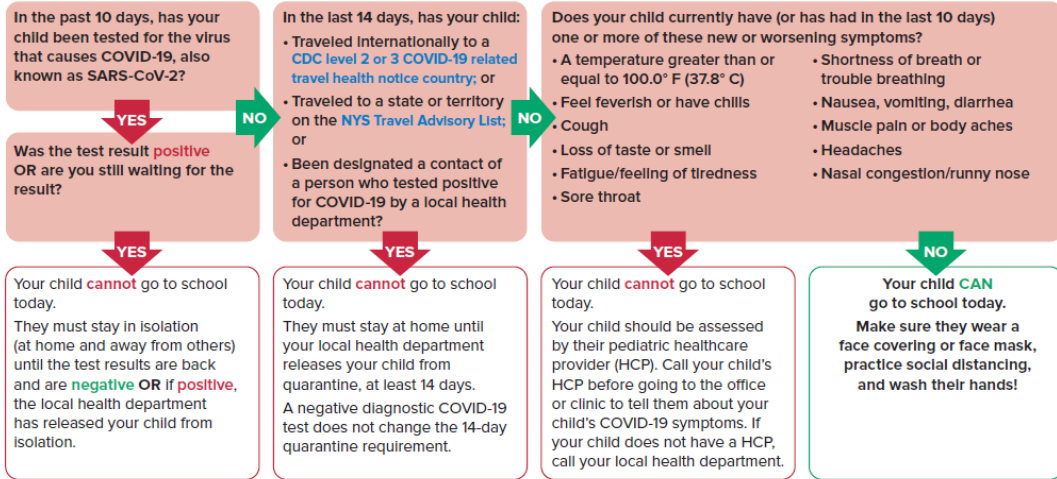 In the past 10 days, has your
child been tested for the virus
that causes COVID-19, also
known as SARS-CoV-2?
YES
NO
Was the test result positive
OR are you still waiting for the
result?
YES
Your child cannot go to school
today.
They must stay in isolation
(at home and away from others)
until the test results are back
and are negative OR if positive,
the local health department
has released your child from
isolation.
In the last 14 days, has your child:
• Traveled internationally to a
CDC level 2 or 3 COVID-19 related
travel health notice country; or
• Traveled to a state or territory
on the NYS Travel Advisory List;
or
• Been designated a contact of
a person who tested positive
for COVID-19 by a local health
department?
NO
YES
Your child cannot go to school
today.
They must stay at home until
your local health department
releases your child from
quarantine, at least 14 days.
A negative diagnostic COVID-19
test does not change the 14-day
quarantine requirement.
Does your child currently have (or has had in the last 10 days)
one or more of these new or worsening symptoms?
• A temperature greater than or
equal to 100.0° F (37.8° C)
• Feel feverish or have chills
• Cough
• Loss of taste or smell
• Fatigue/feeling of tiredness
• Sore throat
• Shortness of breath or
trouble breathing
• Nausea, vomiting, diarrhea
• Muscle pain or body aches
• Headaches
• Nasal congestion/runny nose
YES
Your child cannot go to school
today.
Your child should be assessed
by their pediatric healthcare
provider (HCP). Call your child's
HCP before going to the office
or clinic to tell them about your
child's COVID-19 symptoms. If
your child does not have a HCP,
call your local health department.
NO
Your child CAN
go to school today.
Make sure they wear a
face covering or face mask,
practice social distancing,
and wash their hands!